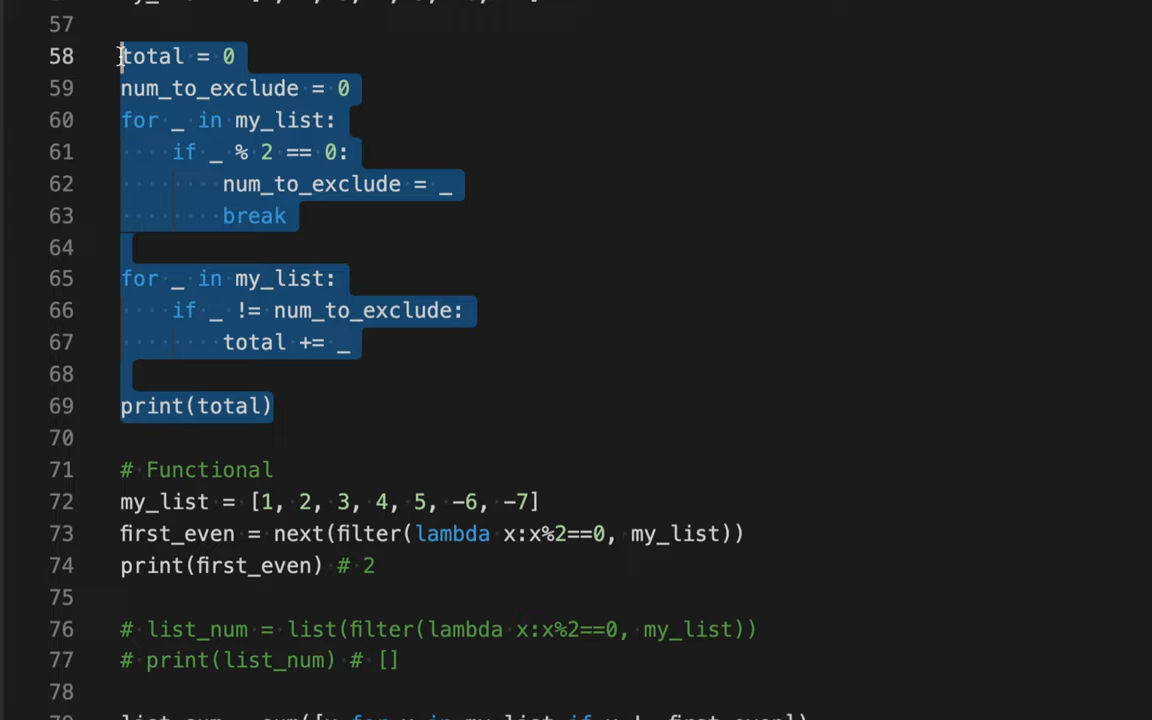 57
58 total = 0
59 num_to_exclude = 0
60 for _ in my_list:
61     if _ % 2 == 0:
62         num_to_exclude = _
63         break
64
65 for _ in my_list:
66     if _ != num_to_exclude:
67         total += _
68
69 print(total)
70
71 # Functional
72 my_list = [1, 2, 3, 4, 5, -6, -7]
73 first_even = next(filter(lambda x:x%2==0, my_list))
74 print(first_even) # 2
75
76 # list_num = list(filter(lambda x:x%2==0, my_list))
77 # print(list_num) # []
78